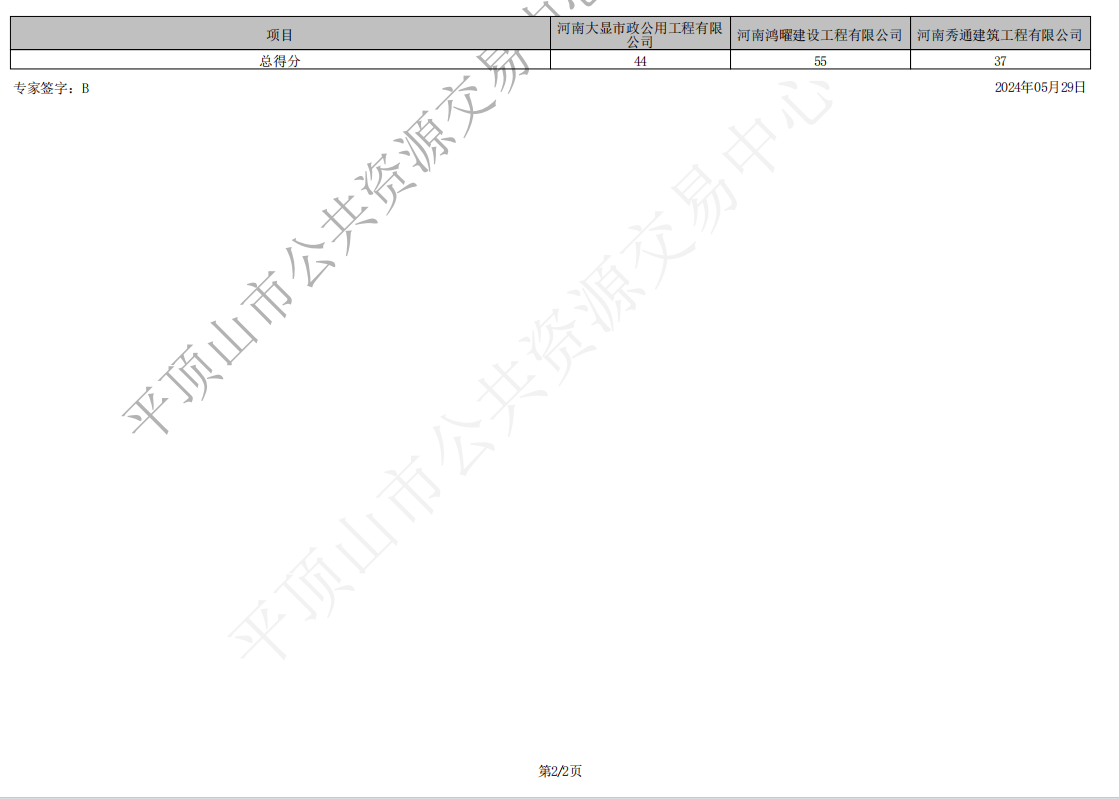 项目
河南大显市政公用工程有限
公司
河南鸿曜建设工程有限公司
河南秀通建筑工程有限公司
总得分
44
55
37
专家签字：B
2024年05月29日
平顶山市公共资源交易中心
平顶山市公共资源交易中心
第2/2页